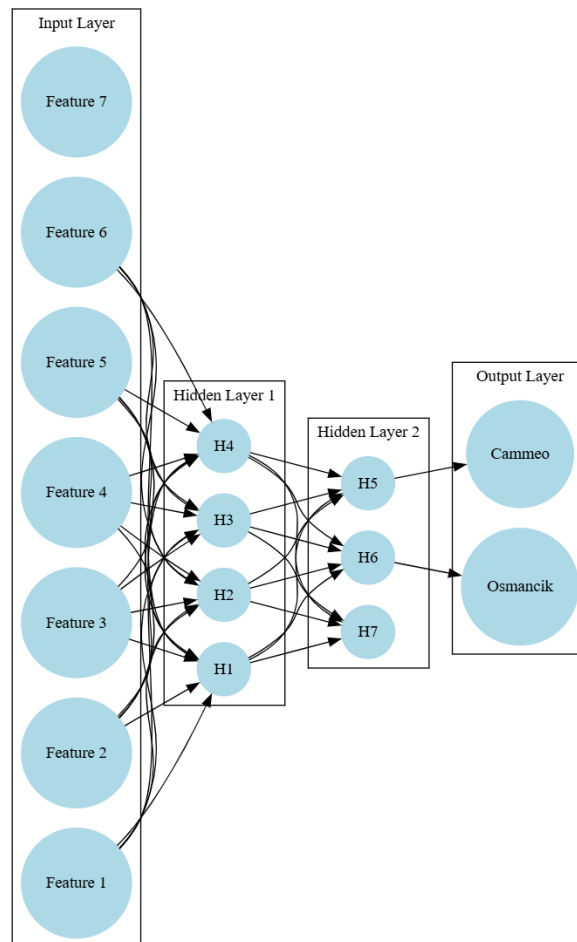 Input Layer
Feature 7
Feature 6
Feature 5
Feature 4
Feature 3
Feature 2
Feature 1
Hidden Layer 1
H4
H3
H2
H1
Hidden Layer 2
H5
H6
H7
Output Layer
Cammeo
Osmancik